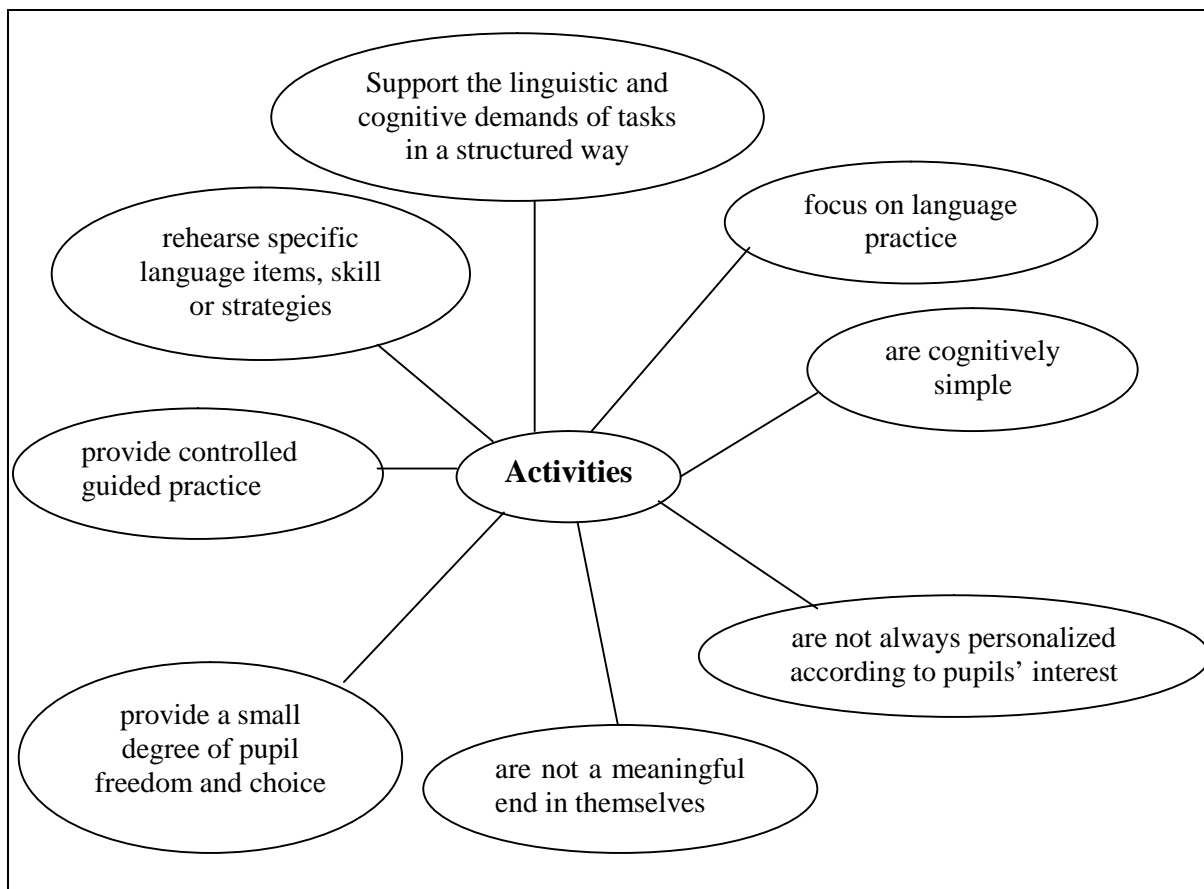 Support the linguistic and
cognitive demands of tasks
in a structured way
focus on language
practice
rehearse specific
language items, skill
or strategies
are cognitively
simple
provide controlled
guided practice
Activities
are not always personalized
according to pupils’ interest
provide a small
degree of pupil
freedom and choice
are not a meaningful
end in themselves